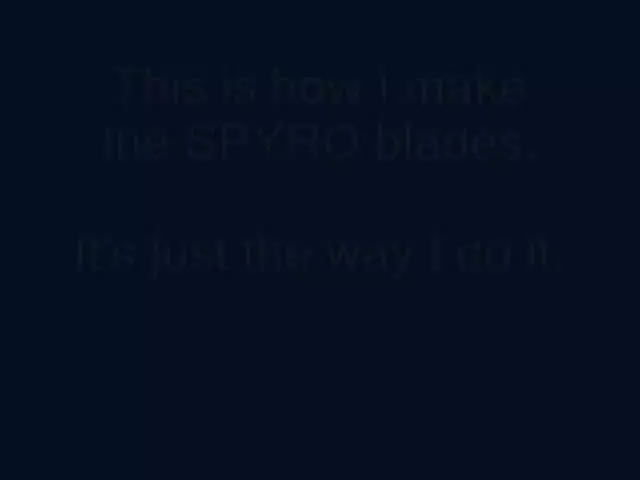 This is how I make
the SPYRO blades.
It's just the way I do it.